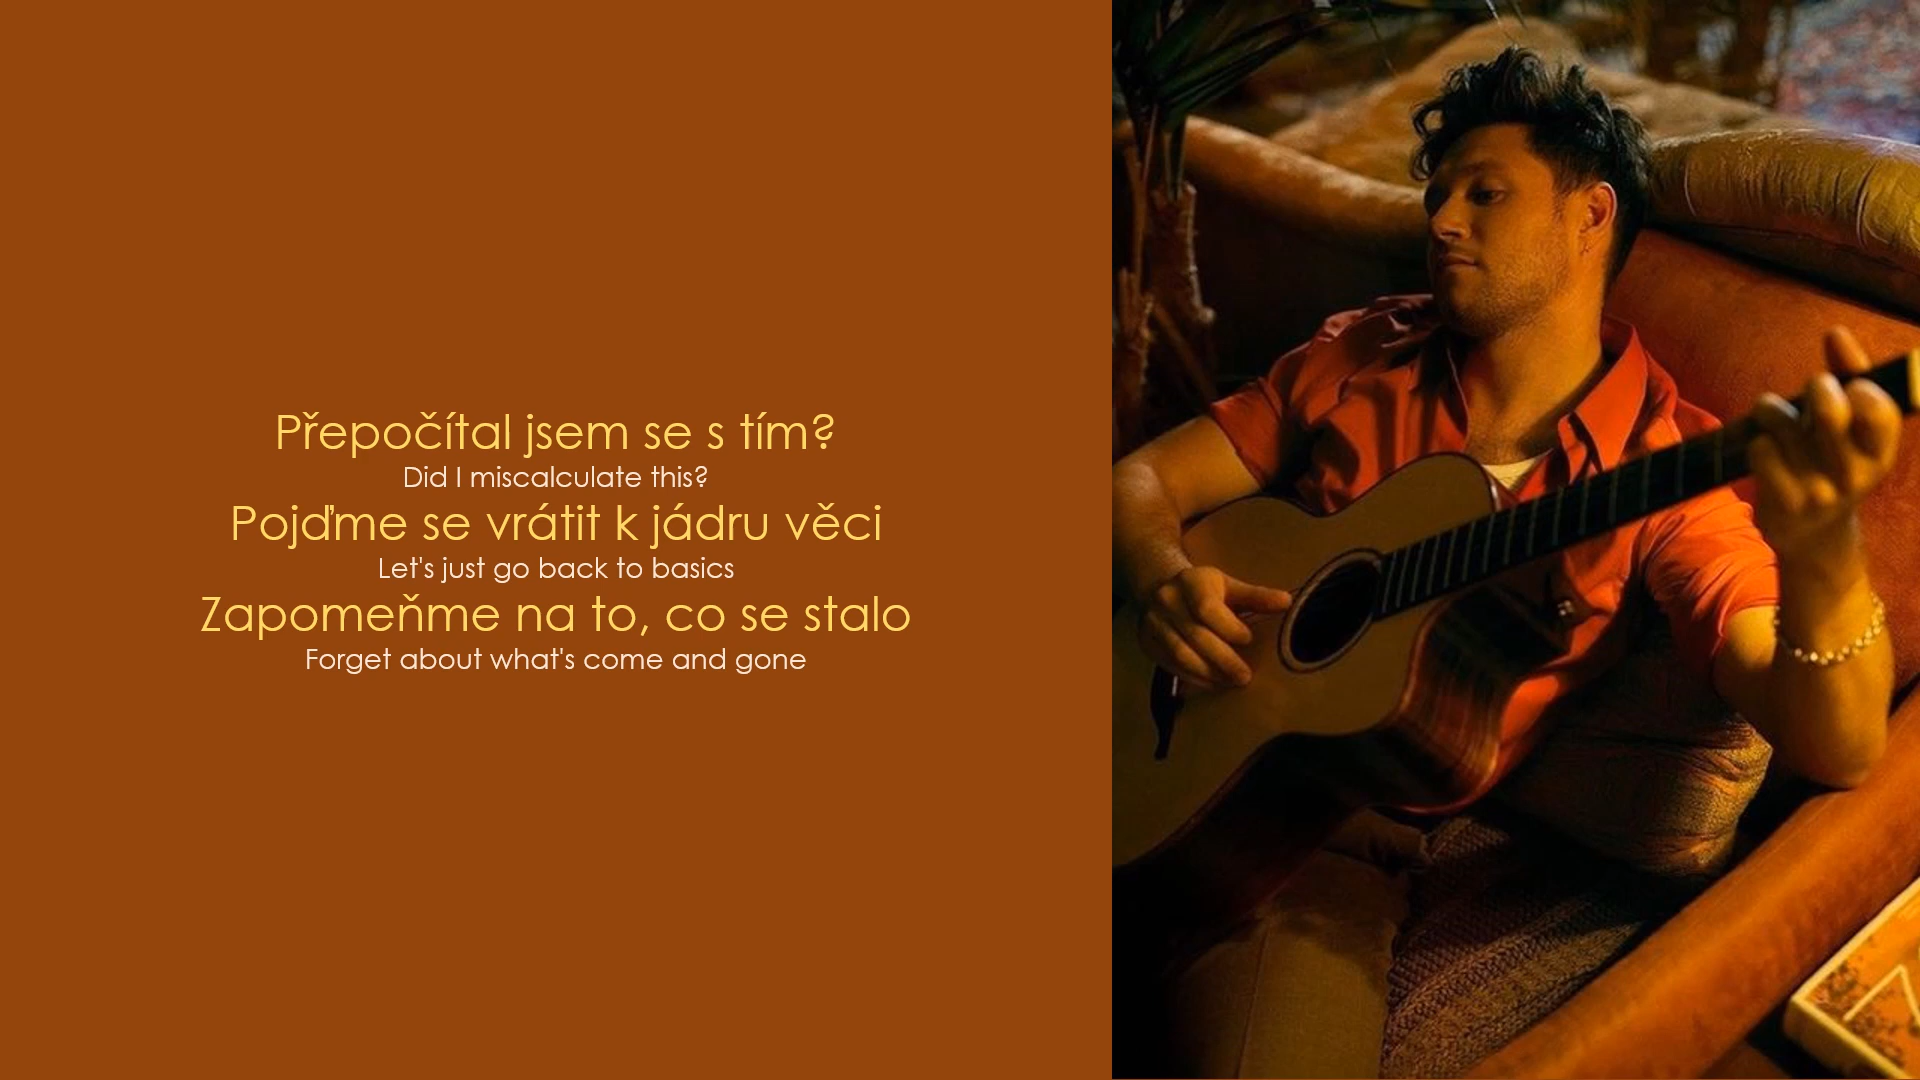 Přepočítal jsem se s tím?
Did I miscalculate this?
Pojďme se vrátit k jádru věci
Let's just go back to basics
Zapomeňme na to, co se stalo
Forget about what's come and gone